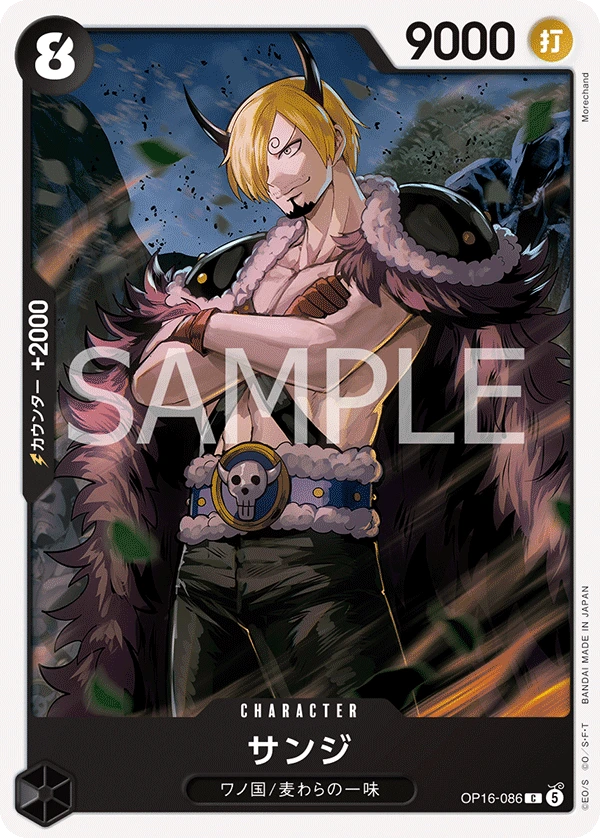 8
9000
打
Morechand
カウンター +2000
SAMPLE
CHARACTER
サンジ
ワノ国/麦わらの一味
OP16-086 C 5
©EO/S ©O/S・F・T BANDAI MADE IN JAPAN